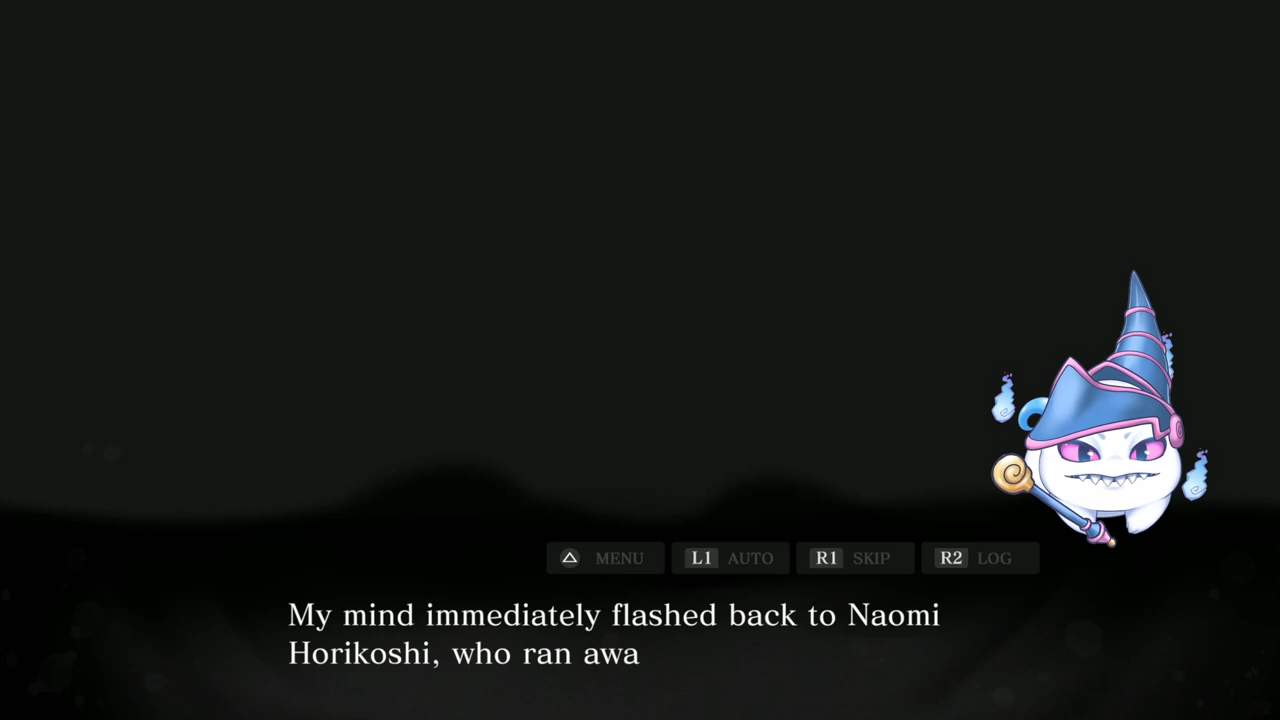 MENU L1 AUTO R1 SKIP R2 LOG
My mind immediately flashed back to Naomi
Horikoshi, who ran awa